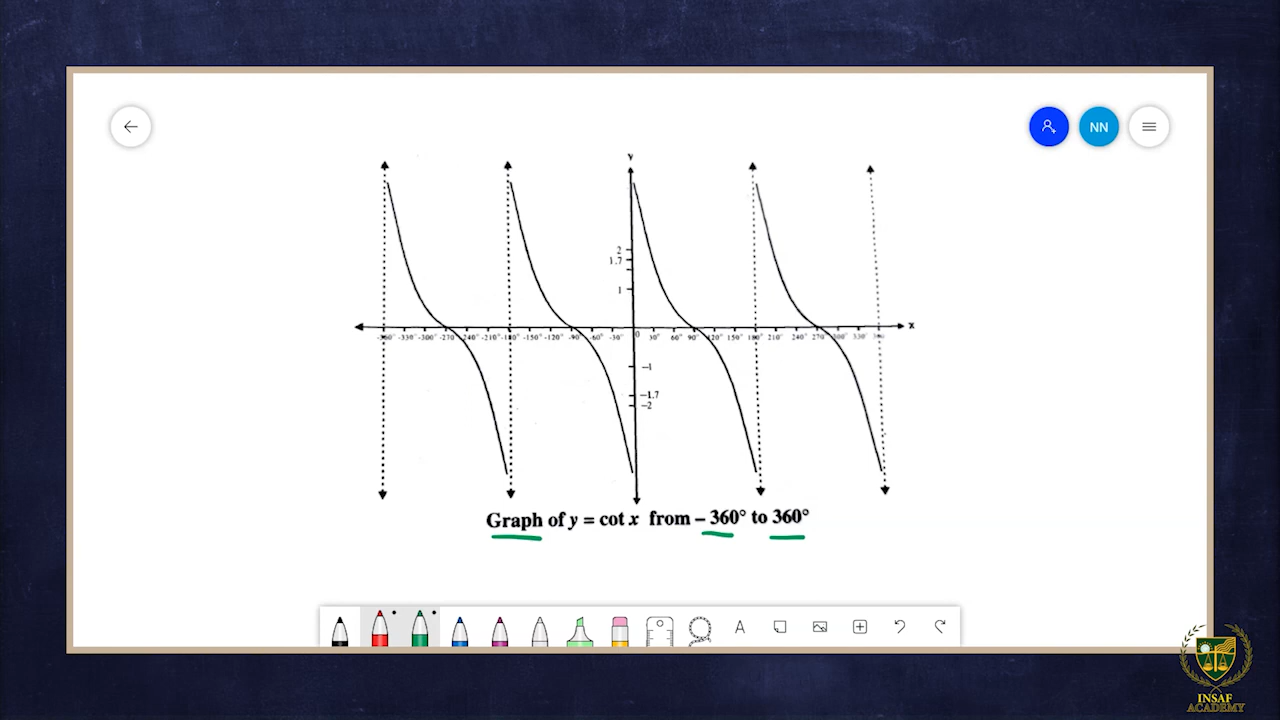 NN
y
2
1.7
1
x
-360° -330° -300° -270° -240° -210° -180° -150° -120° -90° -60° -30° 0 30° 60° 90° 120° 150° 180° 210° 240° 270° 300° 330° 360
-1
-1.7
-2
Graph of y = cot x from – 360° to 360°
A
INSAF
ACADEMY